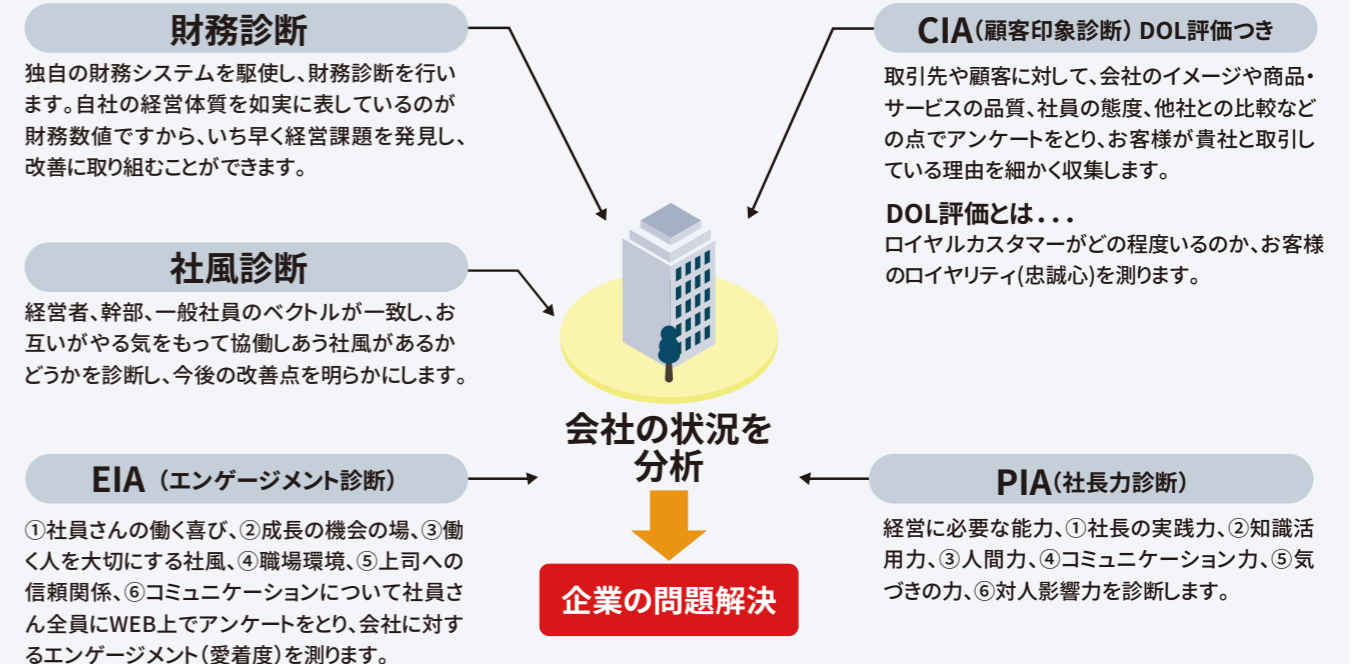 財務診断
独自の財務システムを駆使し、財務診断を行い
ます。自社の経営体質を如実に表しているのが
財務数値ですから、いち早く経営課題を発見し、
改善に取り組むことができます。
社風診断
経営者、幹部、一般社員のベクトルが一致し、お
互いがやる気をもって協働しあう社風があるか
どうかを診断し、今後の改善点を明らかにします。
EIA（エンゲージメント診断）
①社員さんの働く喜び、②成長の機会の場、③働
く人を大切にする社風、④職場環境、⑤上司への
信頼関係、⑥コミュニケーションについて社員さ
ん全員にWEB上でアンケートをとり、会社に対す
るエンゲージメント（愛着度）を測ります。
CIA(顧客印象診断) DOL評価つき
取引先や顧客に対して、会社のイメージや商品・
サービスの品質、社員の態度、他社との比較など
の点でアンケートをとり、お客様が貴社と取引し
ている理由を細かく収集します。
DOL評価とは...
ロイヤルカスタマーがどの程度いるのか、お客様
のロイヤリティ(忠誠心)を測ります。
PIA(社長力診断)
経営に必要な能力、①社長の実践力、②知識活
用力、③人間力、④コミュニケーション力、⑤気
づきの力、⑥対人影響力を診断します。
会社の状況を
分析
企業の問題解決